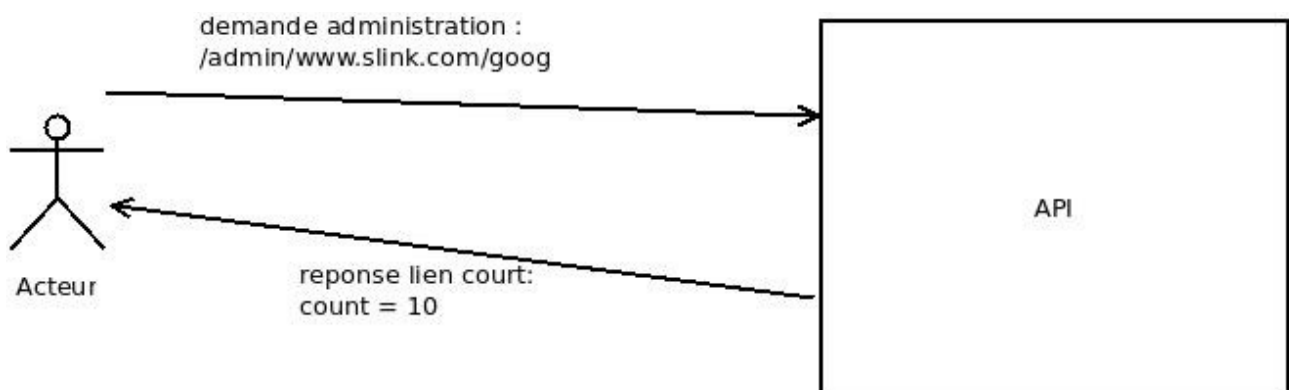 demande administration :
/admin/www.slink.com/goog
API
Acteur
reponse lien court:
count = 10